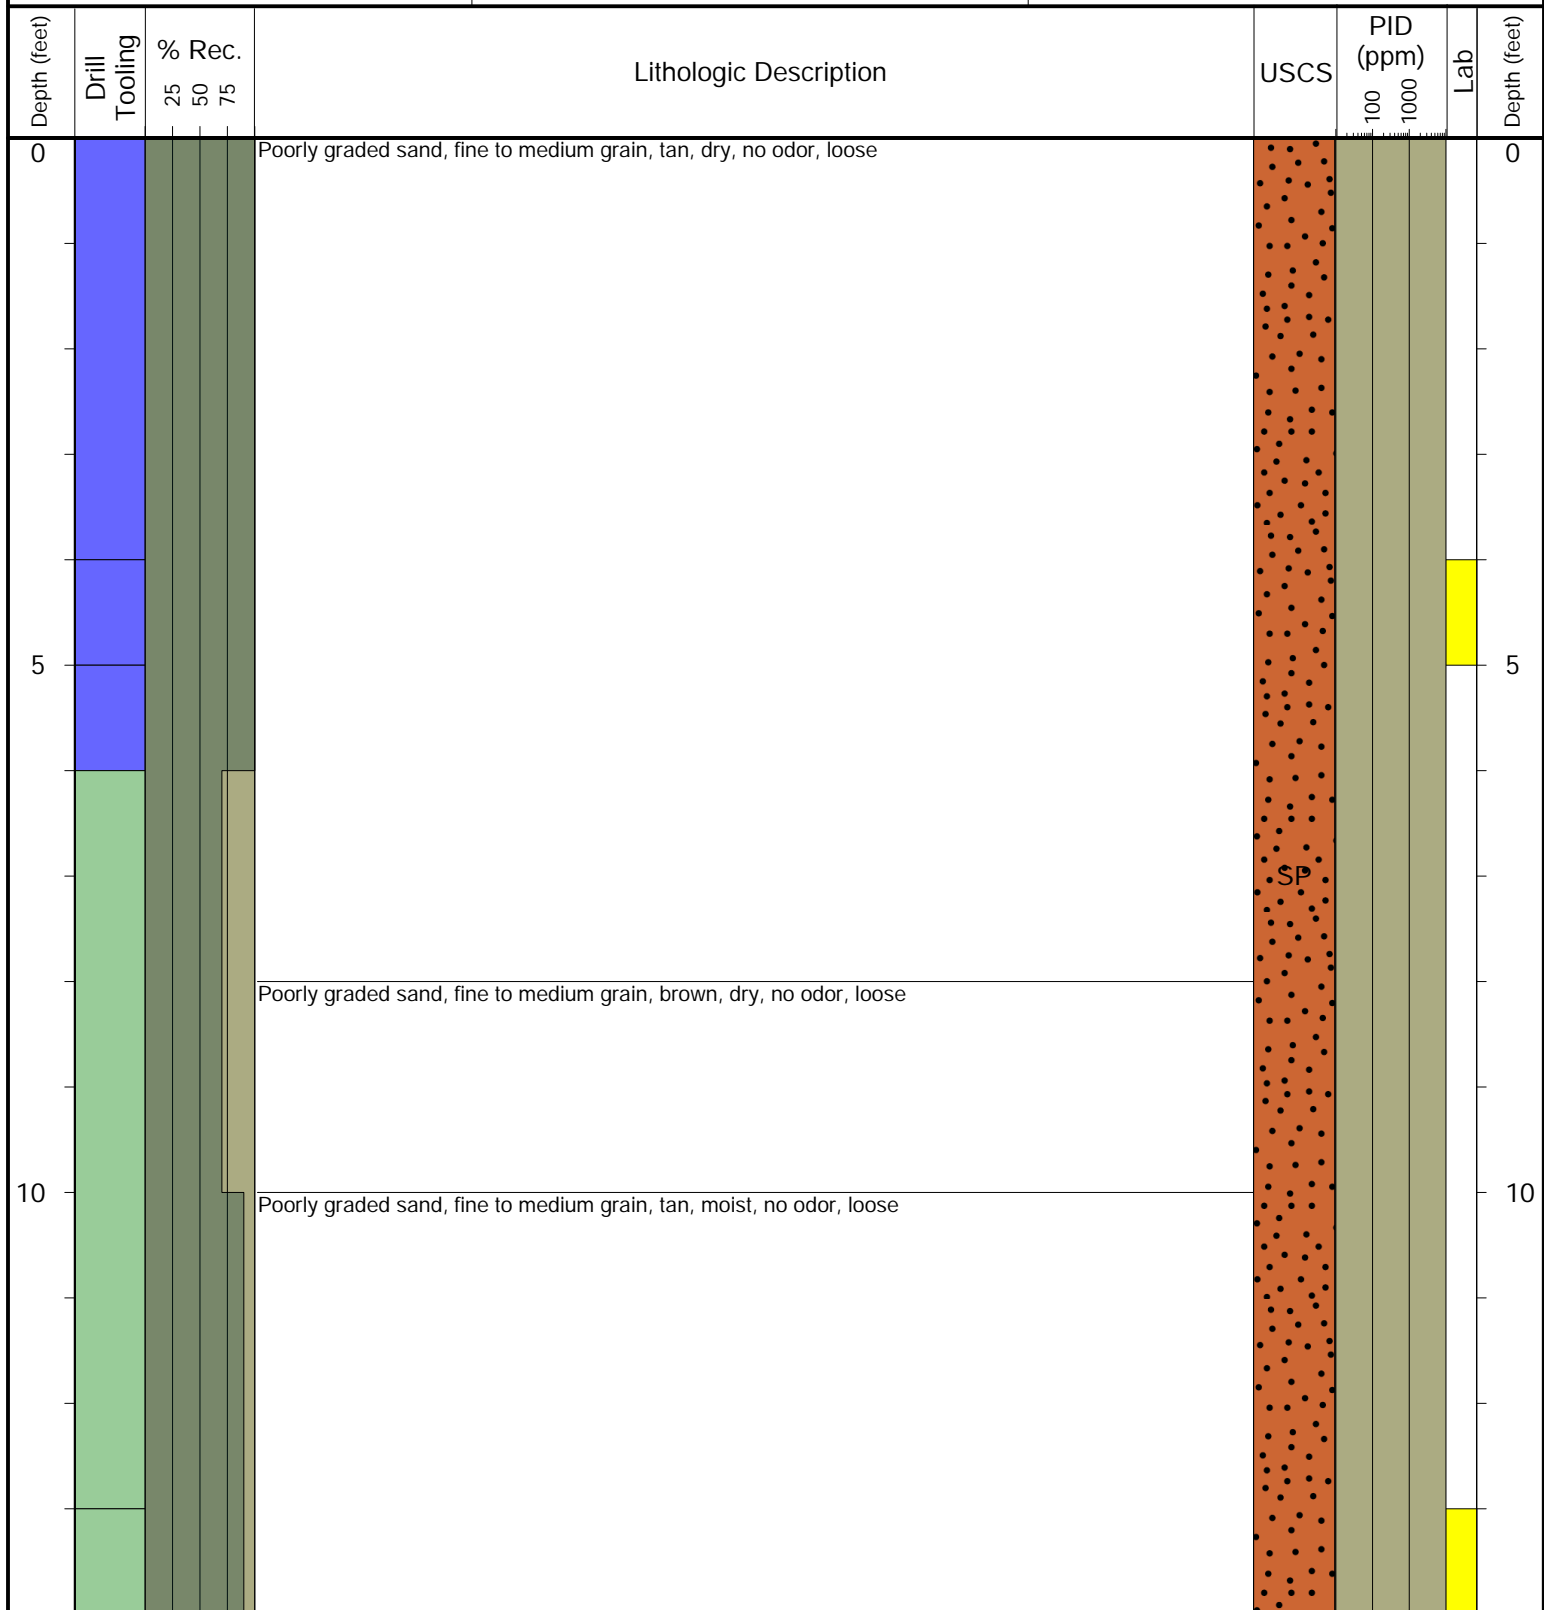 Depth (feet)
Drill
Tooling
% Rec.
25
50
75
Lithologic Description
USCS
PID
(ppm)
100
1000
Lab
Depth (feet)
0
Poorly graded sand, fine to medium grain, tan, dry, no odor, loose
0
5
5
SP
Poorly graded sand, fine to medium grain, brown, dry, no odor, loose
10
Poorly graded sand, fine to medium grain, tan, moist, no odor, loose
10